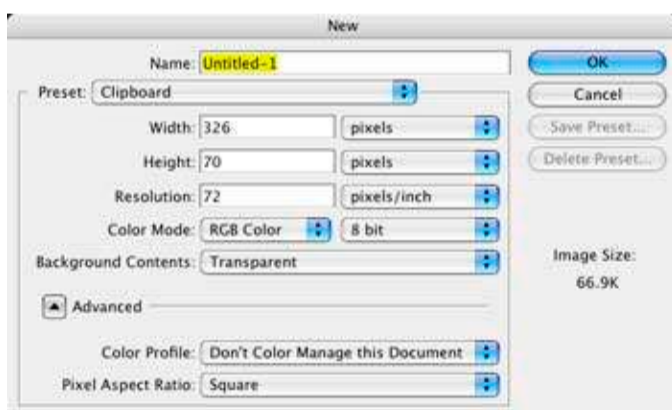 New
Name: Untitled-1
OK
Preset: Clipboard
Cancel
Width: 326 pixels
Save Preset...
Height: 70 pixels
Delete Preset...
Resolution: 72 pixels/inch
Color Mode: RGB Color 8 bit
Background Contents: Transparent
Image Size:
66.9K
Advanced
Color Profile: Don't Color Manage this Document
Pixel Aspect Ratio: Square